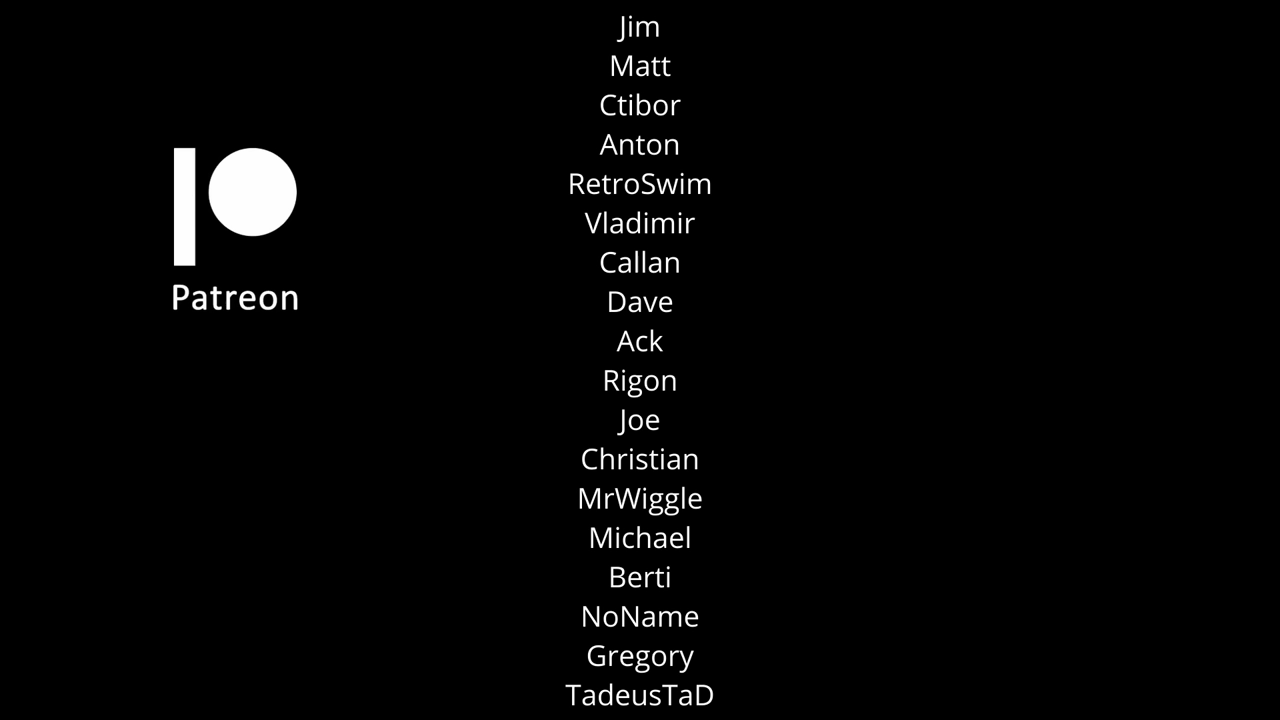 Patreon
Jim
Matt
Ctibor
Anton
RetroSwim
Vladimir
Callan
Dave
Ack
Rigon
Joe
Christian
MrWiggle
Michael
Berti
NoName
Gregory
TadeusTaD